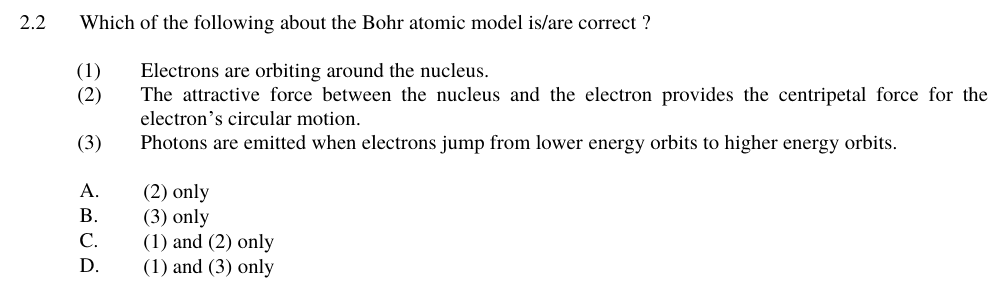 2.2 Which of the following about the Bohr atomic model is/are correct ?
(1) Electrons are orbiting around the nucleus.
(2) The attractive force between the nucleus and the electron provides the centripetal force for the
electron's circular motion.
(3) Photons are emitted when electrons jump from lower energy orbits to higher energy orbits.
A. (2) only
B. (3) only
C. (1) and (2) only
D. (1) and (3) only